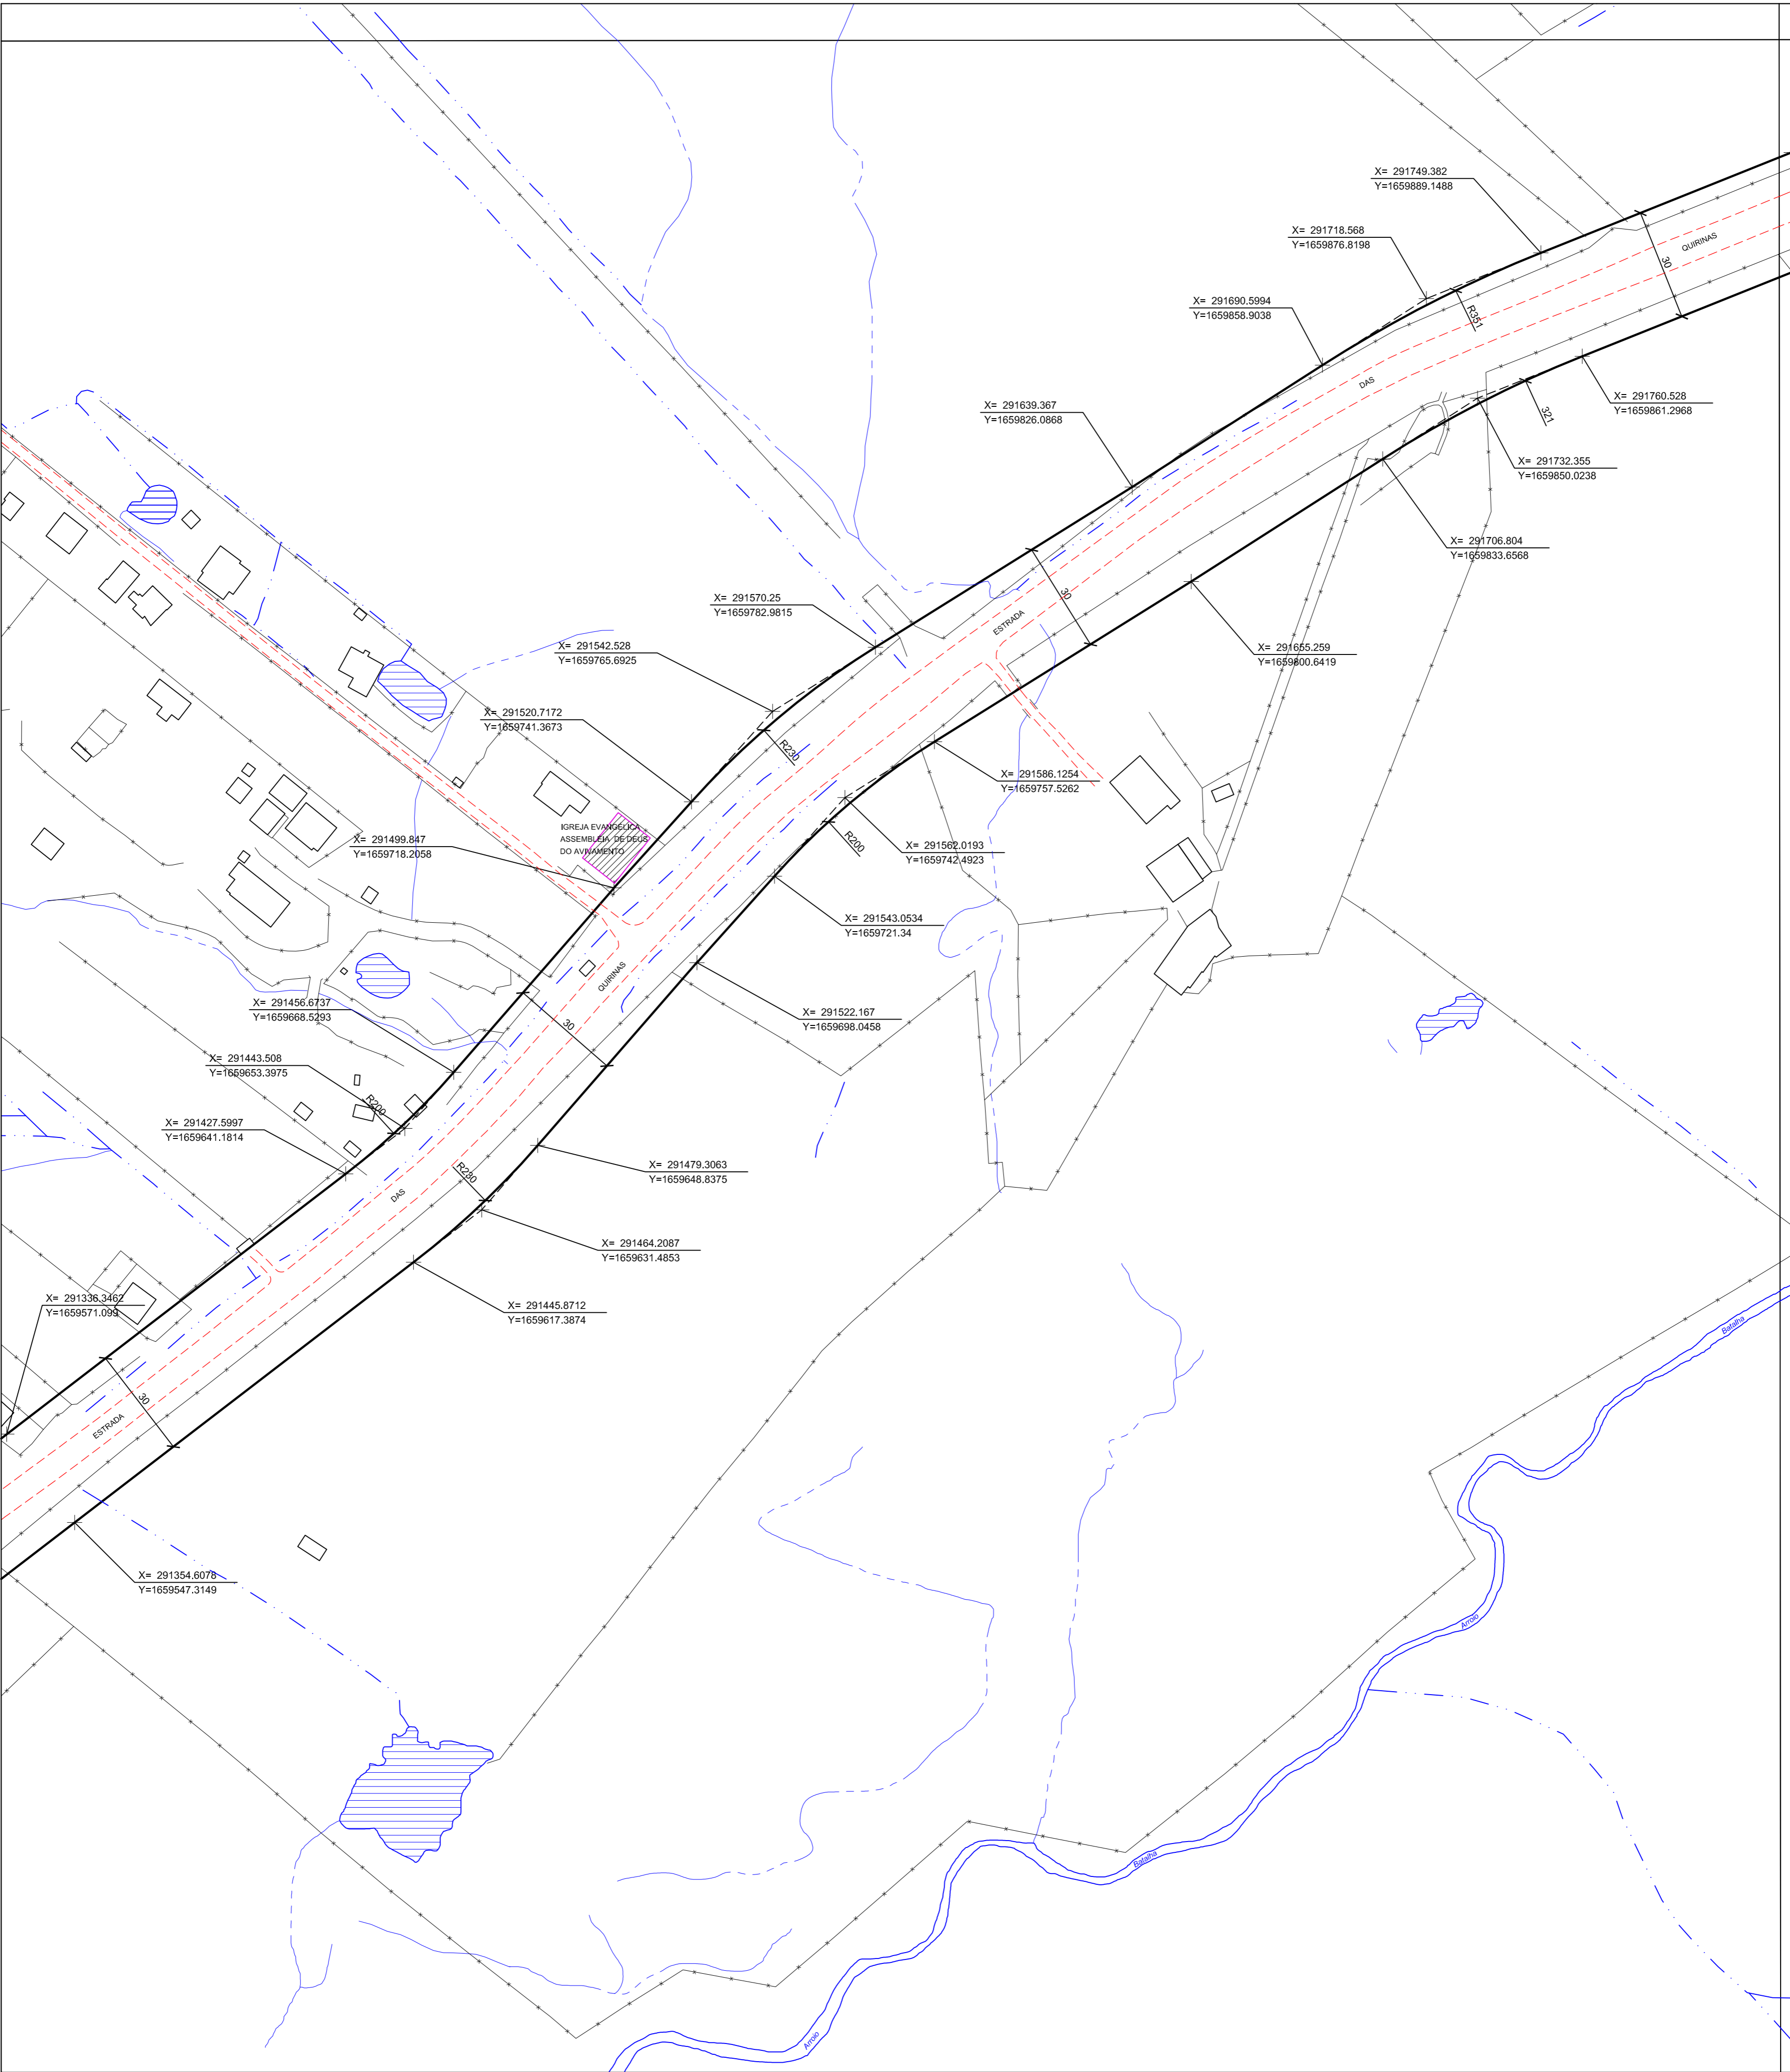 X= 291749.382
Y=1659889.1488
X= 291718.568
Y=1659876.8198
QUIRINAS
30
X= 291690.5994
Y=1659858.9038
R351
DAS
X= 291639.367
Y=1659826.0868
X= 291760.528
Y=1659861.2968
321
X= 291732.355
Y=1659850.0238
X= 291706.804
Y=1659833.6568
X= 291570.25
Y=1659782.9815
30
ESTRADA
X= 291542.528
Y=1659765.6925
X= 291655.259
Y=1659800.6419
X= 291520.7172
Y=1659741.3673
R230
X= 291586.1254
Y=1659757.5262
IGREJA EVANGÉLICA
ASSEMBLÉIA DE DEUS
DO AVIVAMENTO
X= 291499.847
Y=1659718.2058
R200
X= 291562.0193
Y=1659742.4923
X= 291543.0534
Y=1659721.34
QUIRINAS
X= 291456.6737
Y=1659668.5293
30
X= 291522.167
Y=1659698.0458
X= 291443.508
Y=1659653.3975
R200
X= 291427.5997
Y=1659641.1814
R230
X= 291479.3063
Y=1659648.8375
DAS
X= 291464.2087
Y=1659631.4853
X= 291336.3462
Y=1659571.099
X= 291445.8712
Y=1659617.3874
Batalha
30
ESTRADA
X= 291354.6078
Y=1659547.3149
Arroio
Batalha
Arroio